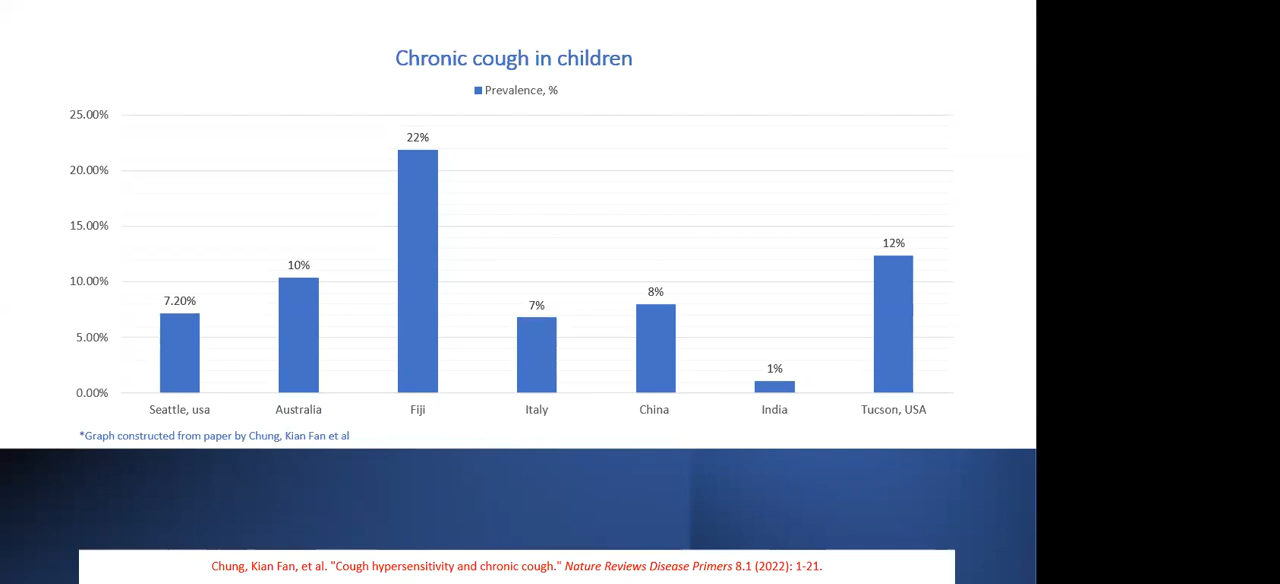 Chronic cough in children
Prevalence, %
25.00%
20.00%
15.00%
10.00%
5.00%
0.00%
7.20%
10%
22%
7%
8%
1%
12%
Seattle, usa
Australia
Fiji
Italy
China
India
Tucson, USA
*Graph constructed from paper by Chung, Kian Fan et al
Chung, Kian Fan, et al. "Cough hypersensitivity and chronic cough." Nature Reviews Disease Primers 8.1 (2022): 1-21.